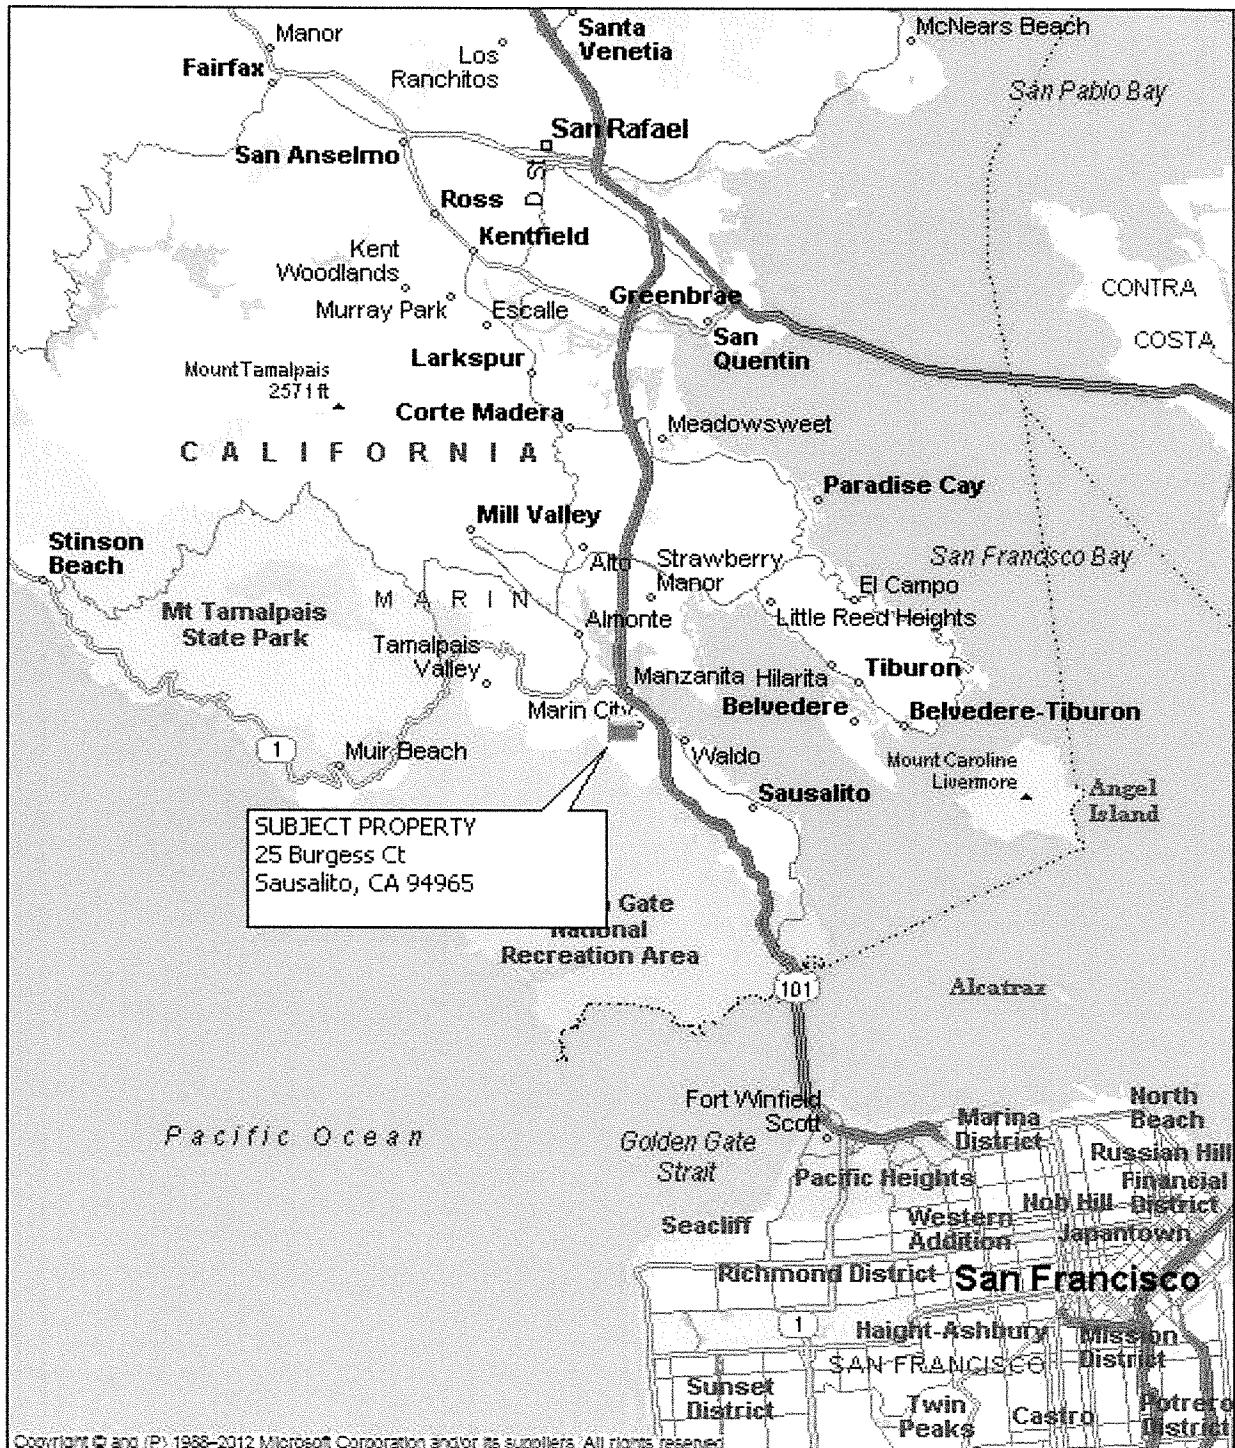 Manor
Santa
Venetia
McNears Beach
Los
Ranchitos
Fairfax
San Pablo Bay
San Rafael
San Anselmo
D St
Ross
Kentfield
Kent
Woodlands
CONTRA
COSTA
Murray Park
Escalle
Greenbrae
San
Quentin
Larkspur
Mount Tamalpais
2571 ft
Corte Madera
Meadowsweet
CALIFORNIA
Paradise Cay
Mill Valley
Stinson
Beach
Alto
Strawberry
Manor
San Francisco Bay
El Campo
MARIN
Mt Tamalpais
State Park
Almonte
Little Reed Heights
Tamalpais
Valley
Manzanita
Hilarita
Tiburon
Marin City
Belvedere
Belvedere-Tiburon
1
Muir Beach
Waldo
Mount Caroline
Livermore
Angel
Island
Sausalito
SUBJECT PROPERTY
25 Burgess Ct
Sausalito, CA 94965
Gate
National
Recreation Area
101
Alcatraz
Fort Winfield
Scott
Marina
District
North
Beach
Pacific Ocean
Golden Gate
Strait
Russian Hill
Pacific Heights
Financial
District
Nob Hill
Seacliff
Western
Addition
Japantown
Richmond District
San Francisco
1
Haight-Ashbury
Mission
District
SAN FRANCISCO
Sunset
District
Twin
Peaks
Castro
Potrero
District
Copyright © and (P) 1988–2012 Microsoft Corporation and/or its suppliers. All rights reserved.